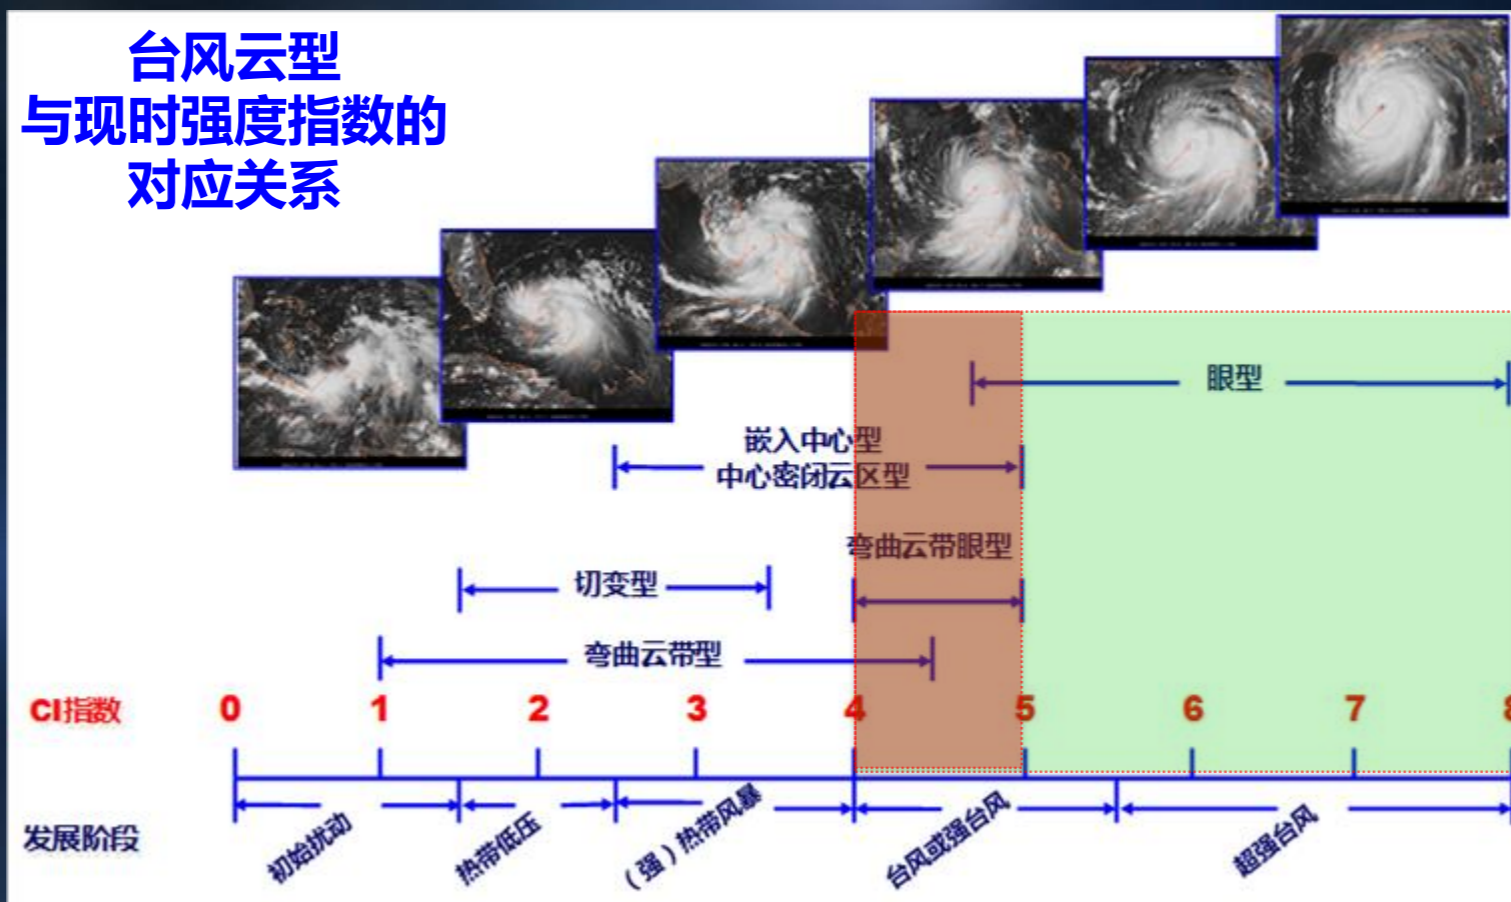 台风云型
与现时强度指数的
对应关系
眼型
嵌入中心型
中心密闭云区型
弯曲云带眼型
切变型
弯曲云带型
CI指数 0 1 2 3 4 5 6 7 8
发展阶段
初始扰动
热带低压
（强）热带风暴
台风或强台风
超强台风